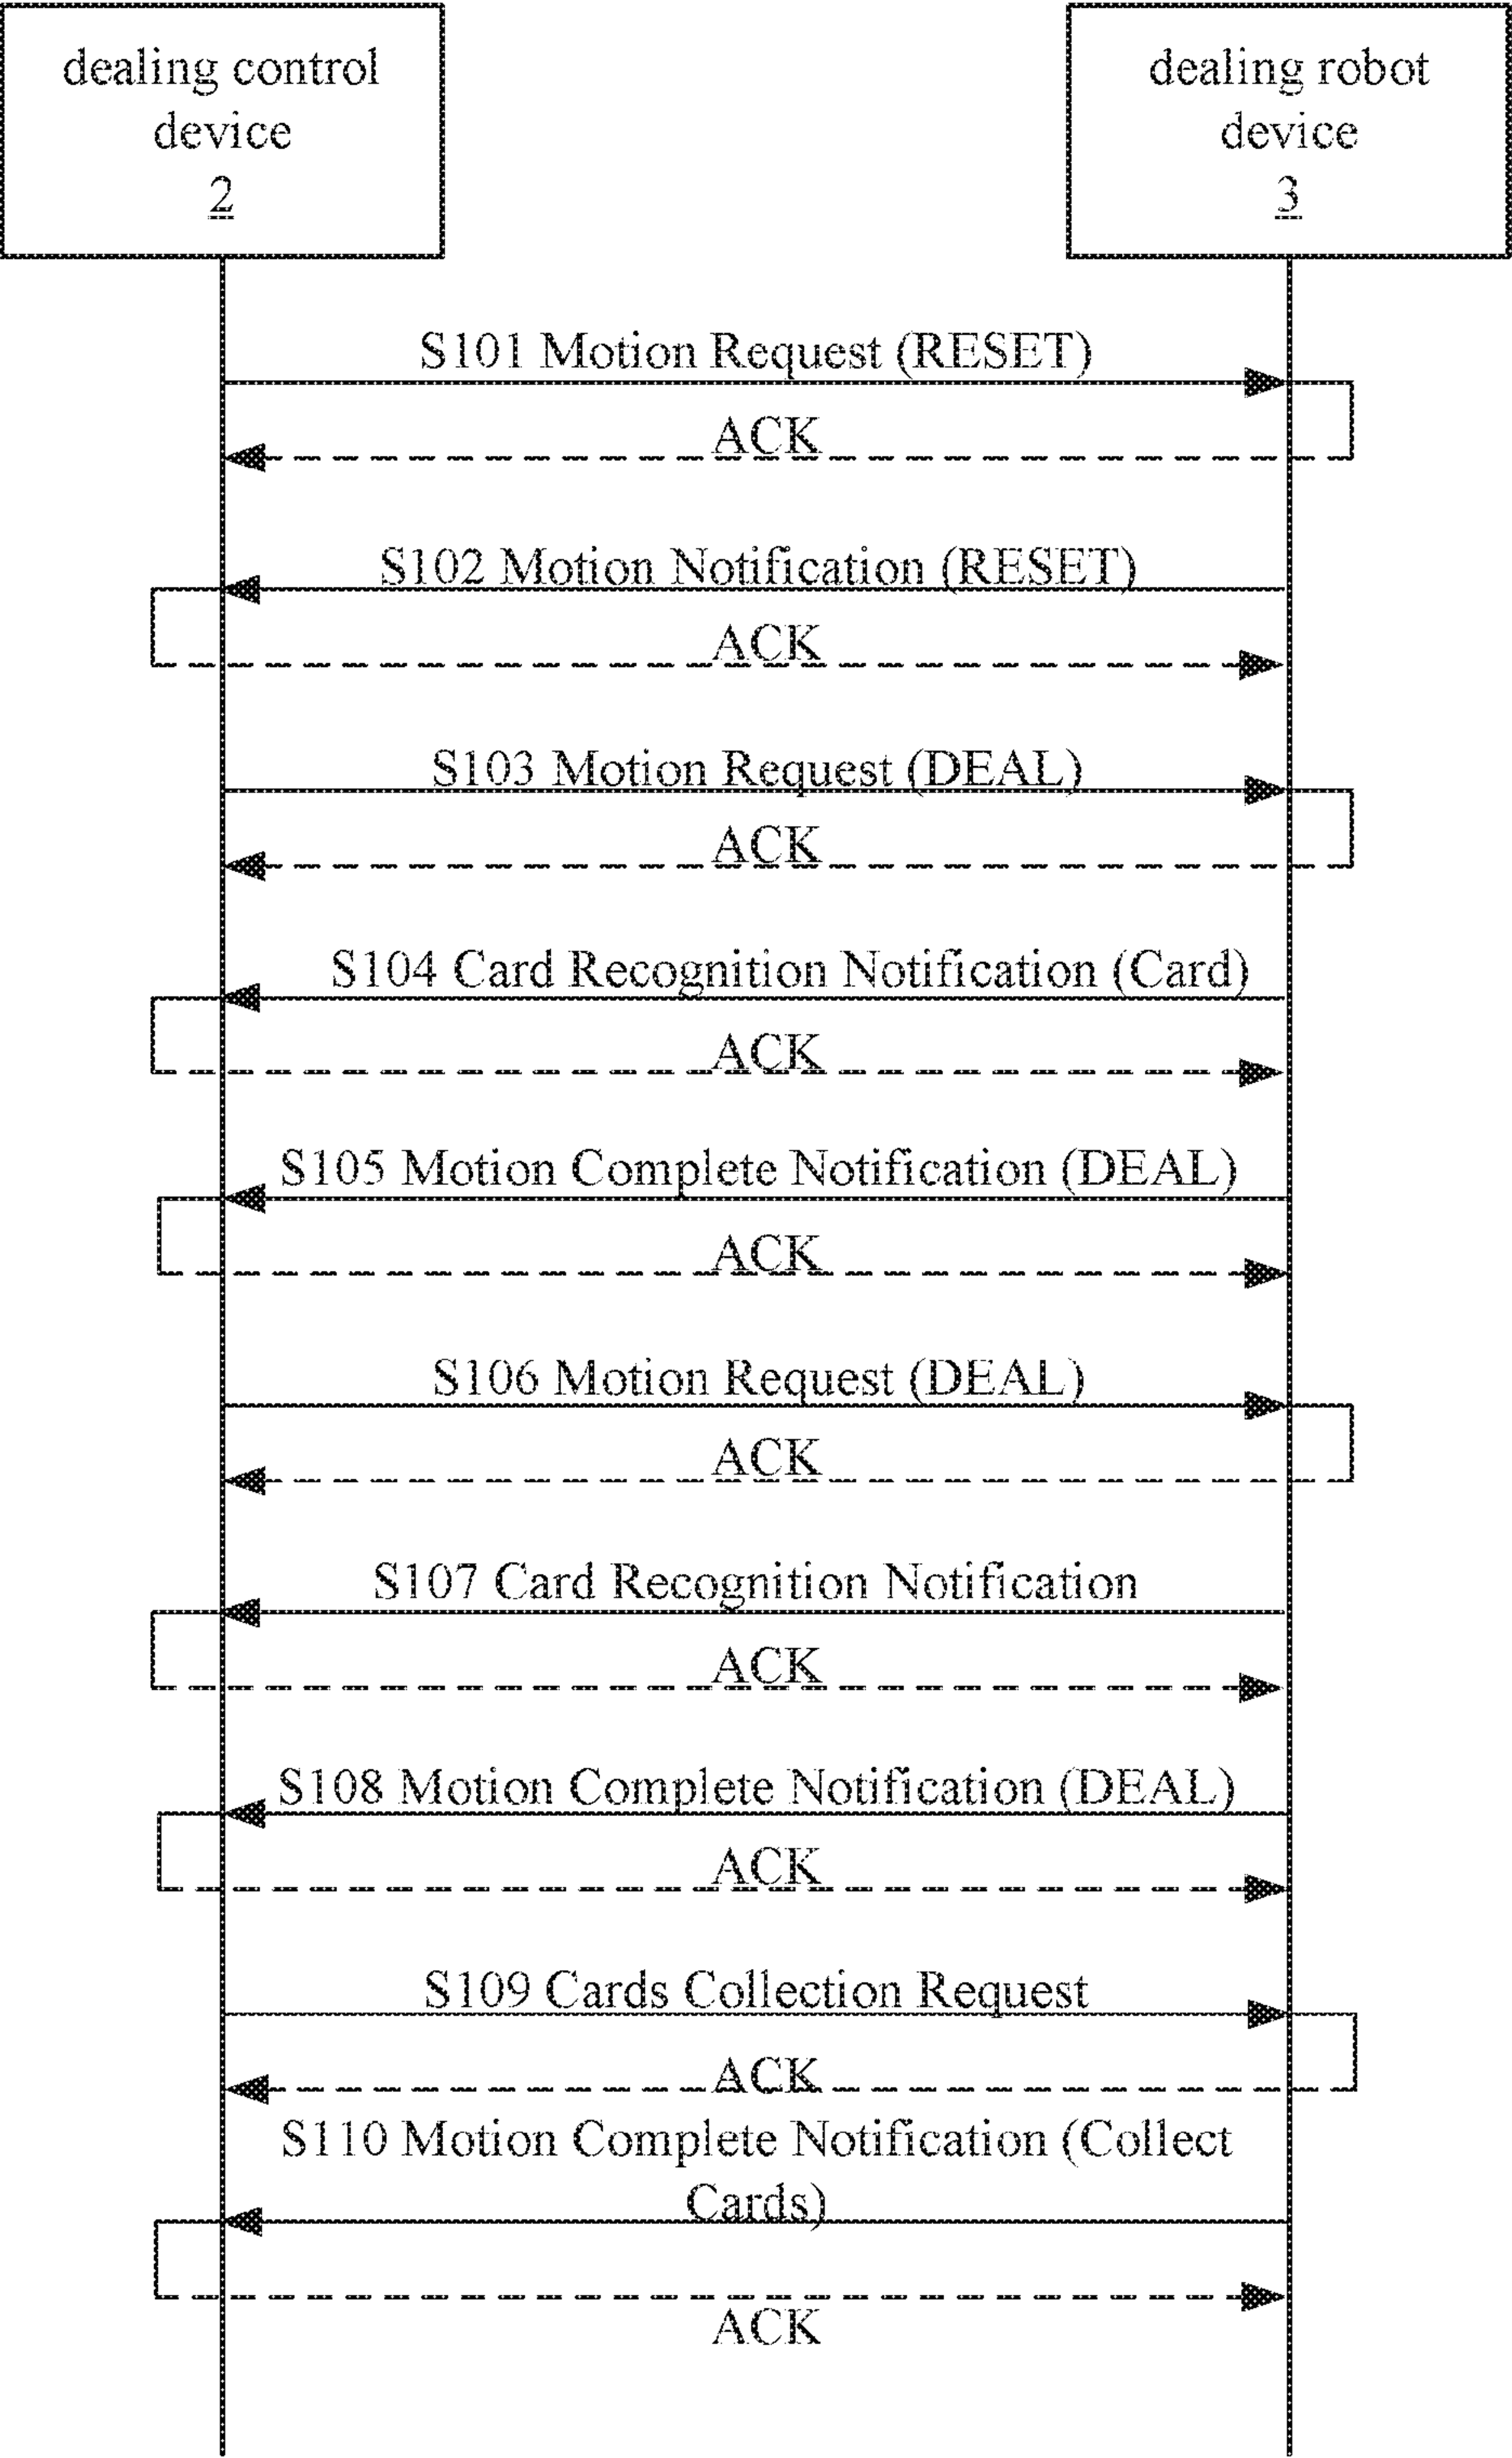 dealing control
device
2
dealing robot
device
3
S101 Motion Request (RESET)
ACK
S102 Motion Notification (RESET)
ACK
S103 Motion Request (DEAL)
ACK
S104 Card Recognition Notification (Card)
ACK
S105 Motion Complete Notification (DEAL)
ACK
S106 Motion Request (DEAL)
ACK
S107 Card Recognition Notification
ACK
S108 Motion Complete Notification (DEAL)
ACK
S109 Cards Collection Request
ACK
S110 Motion Complete Notification (Collect
Cards)
ACK